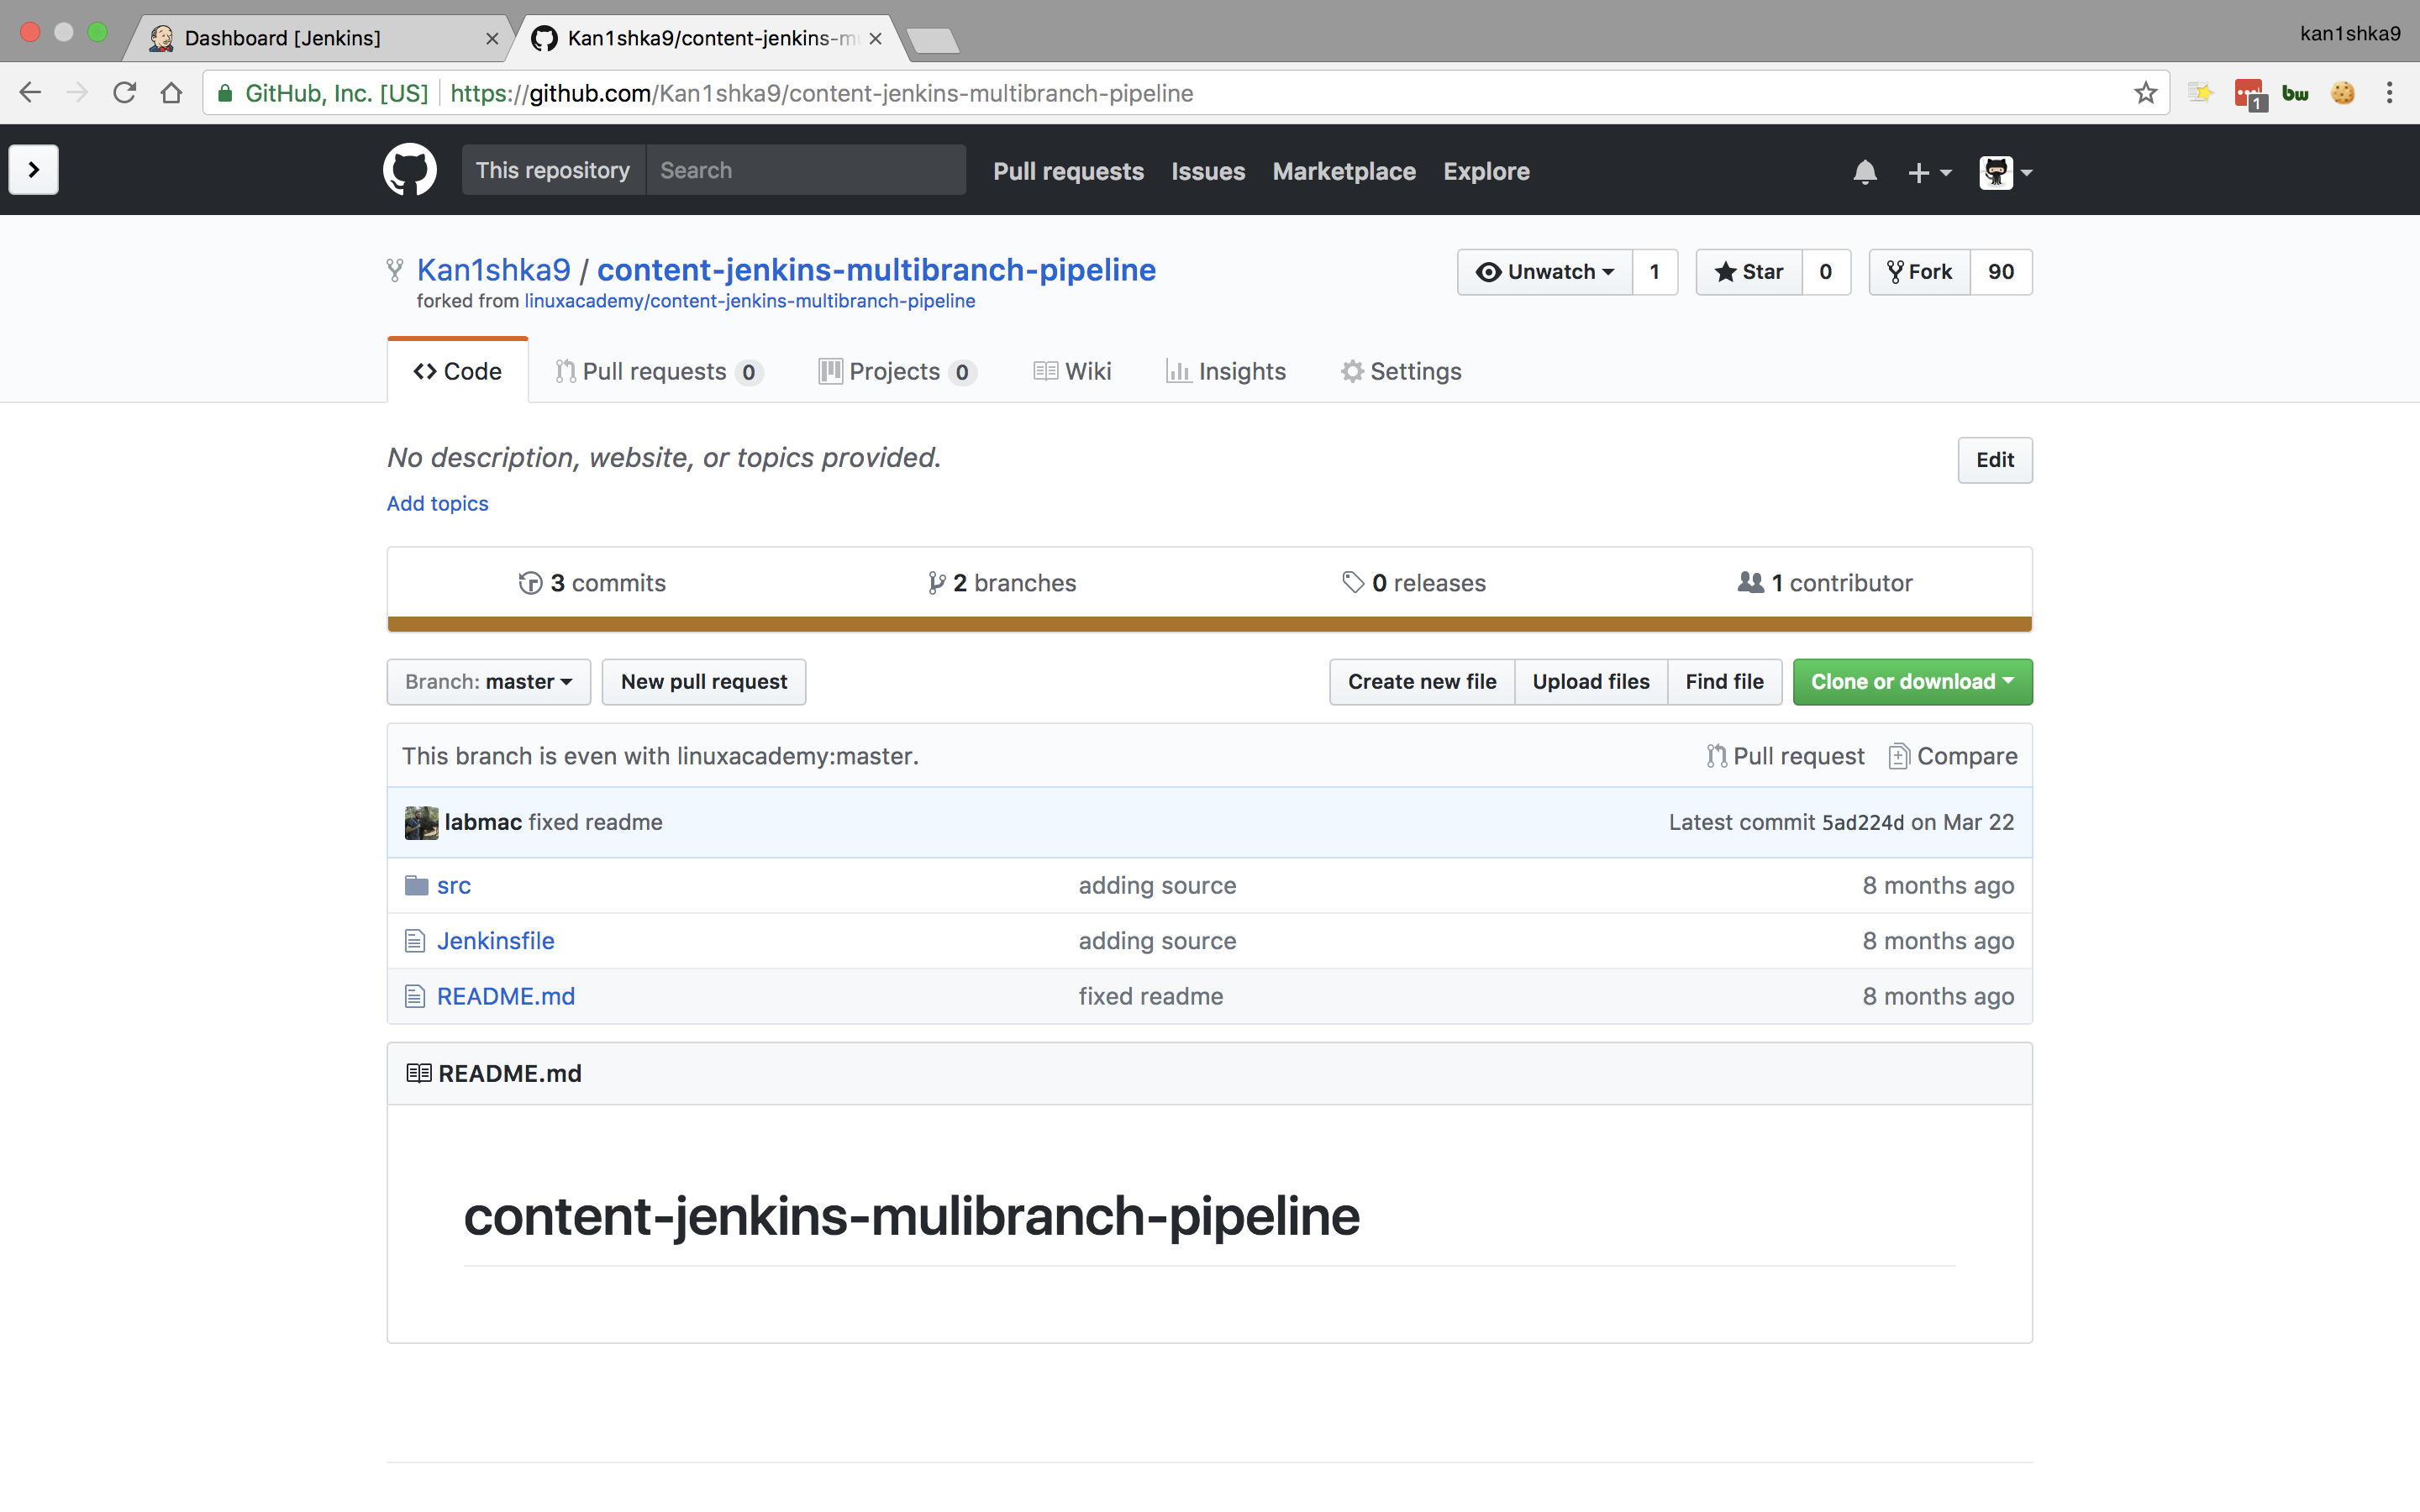 Dashboard [Jenkins]
Kan1shka9/content-jenkins-m
kan1shka9
GitHub, Inc. [US] https://github.com/Kan1shka9/content-jenkins-multibranch-pipeline
1
bw
This repository Search Pull requests Issues Marketplace Explore
Kan1shka9 / content-jenkins-multibranch-pipeline
Unwatch 1 Star 0 Fork 90
forked from linuxacademy/content-jenkins-multibranch-pipeline
Code Pull requests 0 Projects 0 Wiki Insights Settings
No description, website, or topics provided.
Edit
Add topics
3 commits 2 branches 0 releases 1 contributor
Branch: master New pull request Create new file Upload files Find file Clone or download
This branch is even with linuxacademy:master. Pull request Compare
labmac fixed readme Latest commit 5ad224d on Mar 22
src adding source 8 months ago
Jenkinsfile adding source 8 months ago
README.md fixed readme 8 months ago
README.md
content-jenkins-mulibranch-pipeline